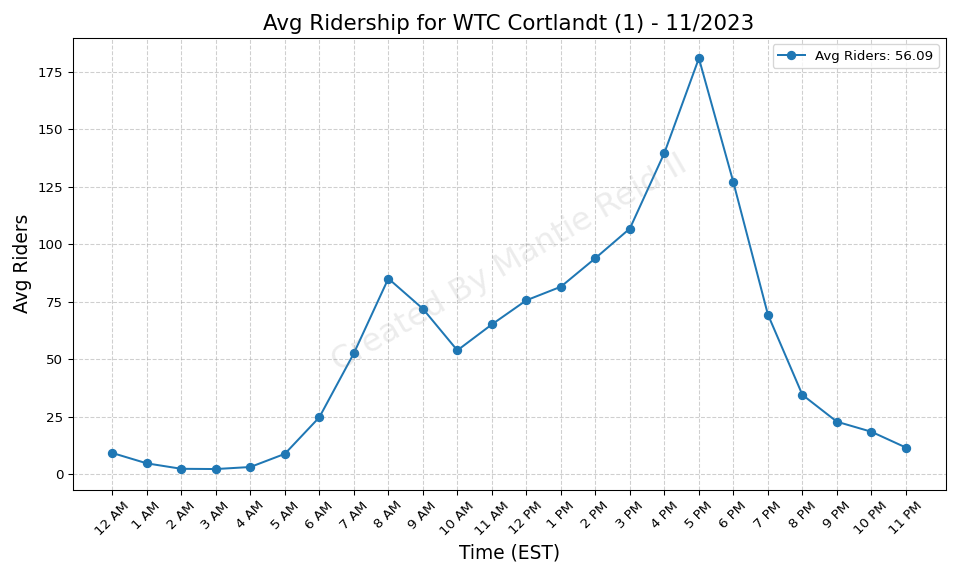 Avg Ridership for WTC Cortlandt (1) - 11/2023
Avg Riders: 56.09
Avg Riders
175
150
125
100
75
50
25
0
Created By Mantie Reid II
12 AM
1 AM
2 AM
3 AM
4 AM
5 AM
6 AM
7 AM
8 AM
9 AM
10 AM
11 AM
12 PM
1 PM
2 PM
3 PM
4 PM
5 PM
6 PM
7 PM
8 PM
9 PM
10 PM
11 PM
Time (EST)